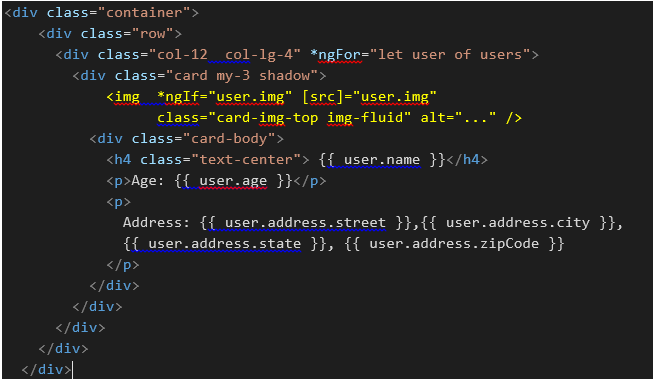 <div class="container">
<div class="row">
<div class="col-12  col-lg-4" *ngFor="let user of users">
<div class="card my-3 shadow">
<img  *ngIf="user.img" [src]="user.img"
class="card-img-top img-fluid" alt="..." />
<div class="card-body">
<h4 class="text-center"> {{ user.name }}</h4>
<p>Age: {{ user.age }}</p>
<p>
Address: {{ user.address.street }},{{ user.address.city }},
{{ user.address.state }}, {{ user.address.zipCode }}
</p>
</div>
</div>
</div>
</div>
</div>